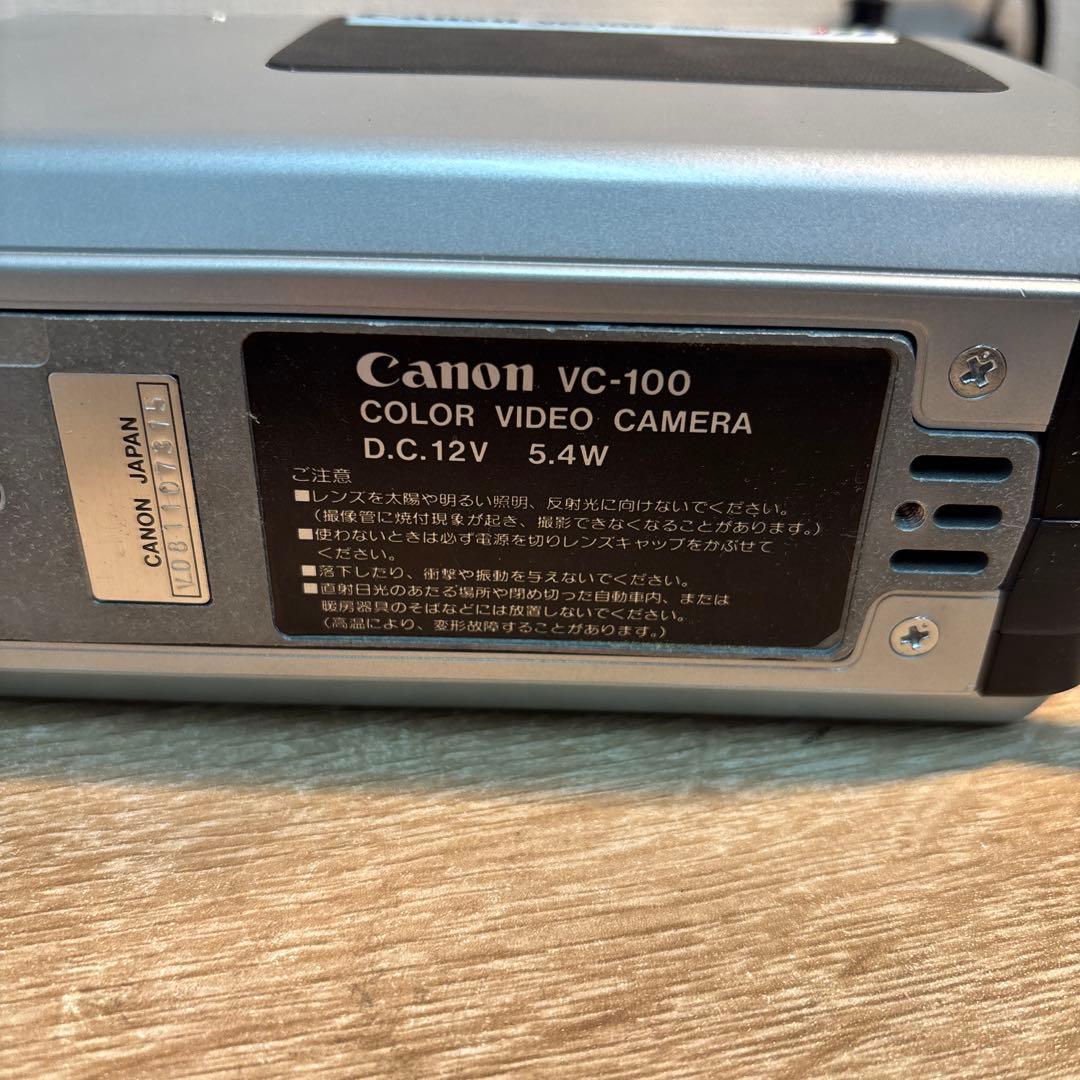 Canon VC-100
COLOR VIDEO CAMERA
D.C.12V 5.4W
ご注意
■レンズを太陽や明るい照明、反射光に向けないでください。
(撮像管に焼付現象が起き、撮影できなくなることがあります。)
■使わないときは必ず電源を切りレンズキャップをかぶせて
ください。
■落下したり、衝撃や振動を与えないでください。
■直射日光のあたる場所や閉め切った自動車内、または
暖房器具のそばなどには放置しないでください。
(高温により、変形故障することがあります。)
CANON JAPAN